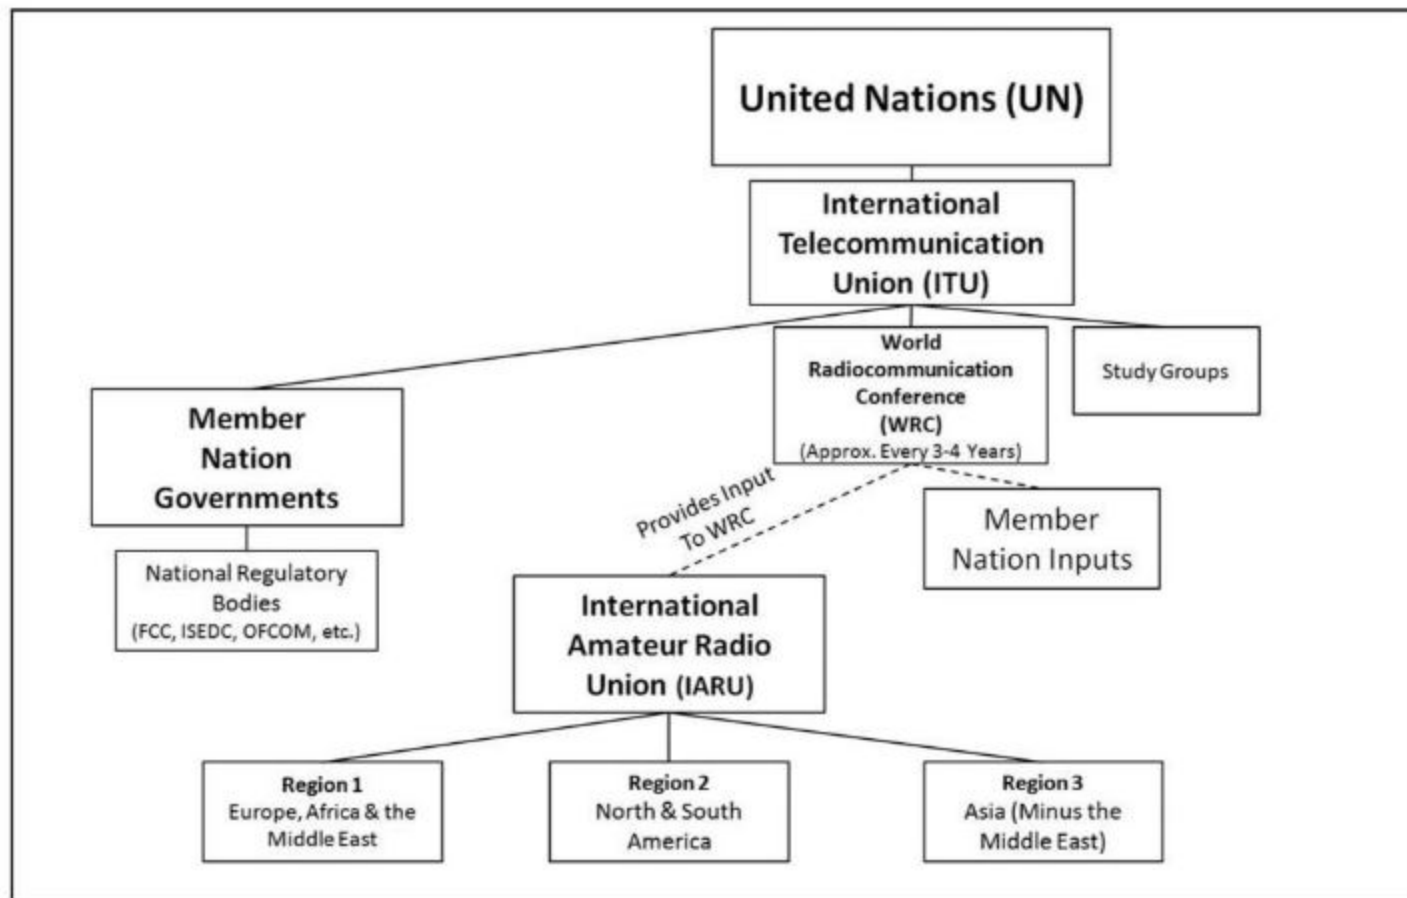 United Nations (UN)
International
Telecommunication
Union (ITU)
World
Radiocommunication
Conference
(WRC)
(Approx. Every 3-4 Years)
Study Groups
Member
Nation
Governments
National Regulatory
Bodies
(FCC, ISEDC, OFCOM, etc.)
Provides Input
To WRC
Member
Nation Inputs
International
Amateur Radio
Union (IARU)
Region 1
Europe, Africa & the
Middle East
Region 2
North & South
America
Region 3
Asia (Minus the
Middle East)